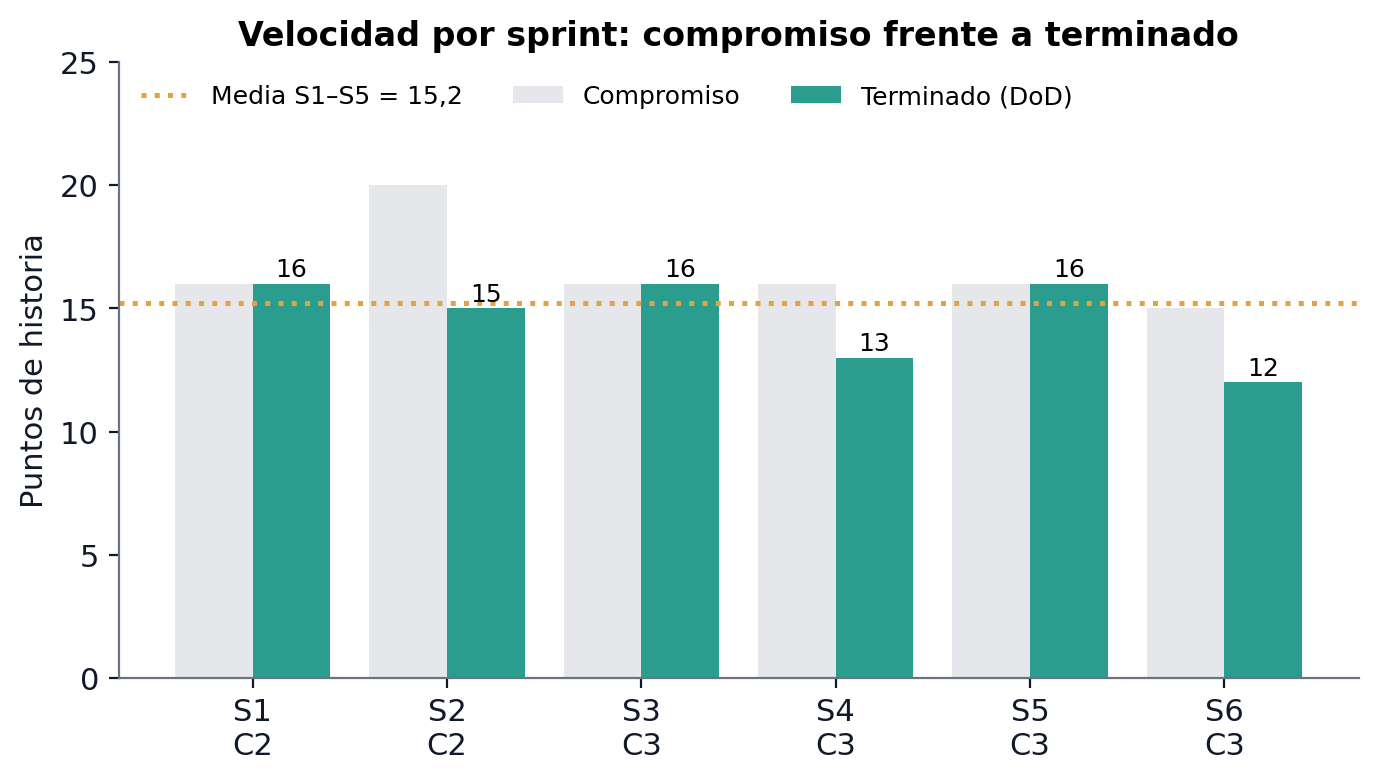 Velocidad por sprint: compromiso frente a terminado
25
Media S1–S5 = 15,2 Compromiso Terminado (DoD)
20
15
10
5
0
Puntos de historia
16
15
16
13
16
12
S1 S2 S3 S4 S5 S6
C2 C2 C3 C3 C3 C3